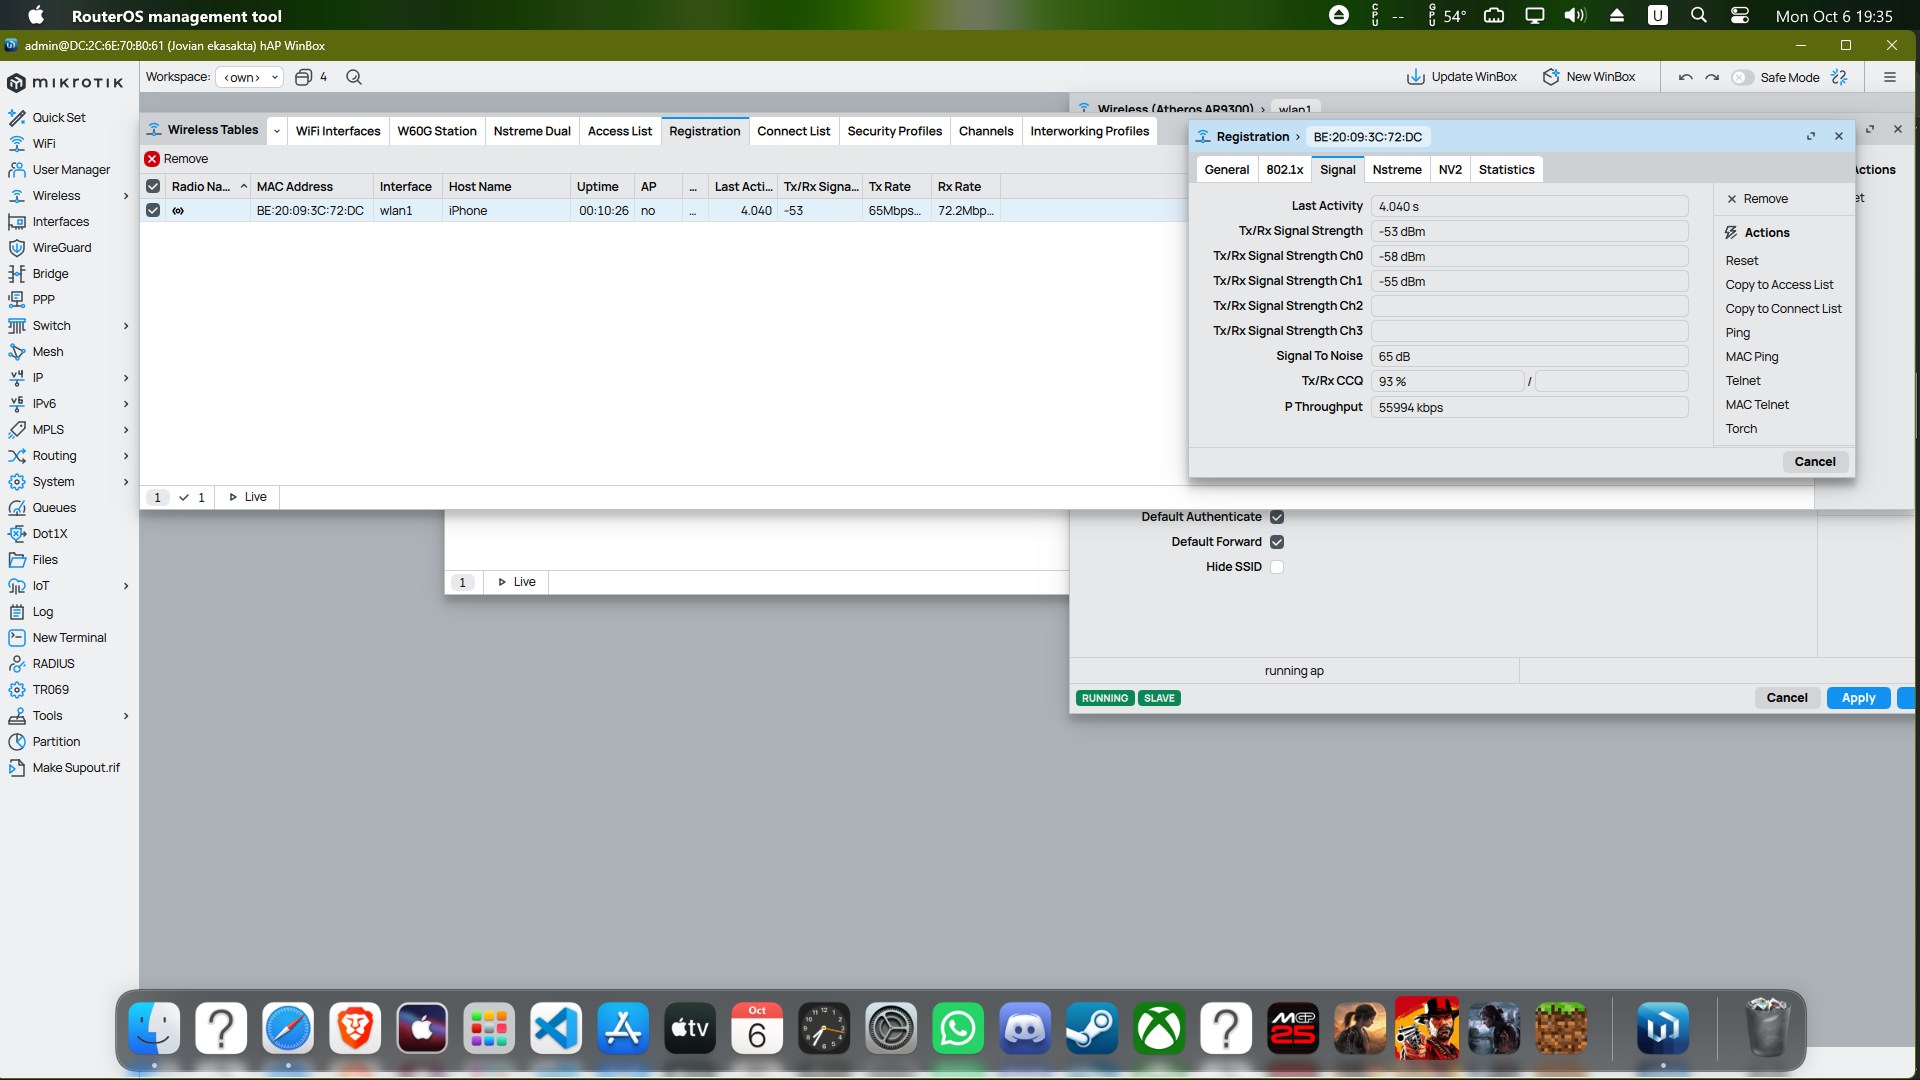 RouterOS management tool
CPU -- GPU 54° U Mon Oct 6 19:35
admin@DC:2C:6E:70:B0:61 (Jovian ekasakta) hAP WinBox
mikrotik
Workspace: <own> 4
Update WinBox New WinBox Safe Mode
Quick Set
WiFi
User Manager
Wireless
Interfaces
WireGuard
Bridge
PPP
Switch
Mesh
IP
IPv6
MPLS
Routing
System
Queues
Dot1X
Files
IoT
Log
New Terminal
RADIUS
TR069
Tools
Partition
Make Supout.rif
Wireless (Atheros AR9300) › wlan1
Wireless Tables WiFi Interfaces W60G Station Nstreme Dual Access List Registration Connect List Security Profiles Channels Interworking Profiles
Remove
Radio Na... MAC Address Interface Host Name Uptime AP ... Last Acti... Tx/Rx Signa... Tx Rate Rx Rate
BE:20:09:3C:72:DC wlan1 iPhone 00:10:26 no ... 4.040 -53 65Mbps... 72.2Mbp...
1 1 Live
Registration › BE:20:09:3C:72:DC
General 802.1x Signal Nstreme NV2 Statistics
Last Activity 4.040 s
Tx/Rx Signal Strength -53 dBm
Tx/Rx Signal Strength Ch0 -58 dBm
Tx/Rx Signal Strength Ch1 -55 dBm
Tx/Rx Signal Strength Ch2
Tx/Rx Signal Strength Ch3
Signal To Noise 65 dB
Tx/Rx CCQ 93 % /
P Throughput 55994 kbps
Remove
Actions
Reset
Copy to Access List
Copy to Connect List
Ping
MAC Ping
Telnet
MAC Telnet
Torch
Cancel
Default Authenticate
Default Forward
Hide SSID
1 Live
running ap
RUNNING SLAVE
Cancel Apply
tv
Oct
6
MGP
25